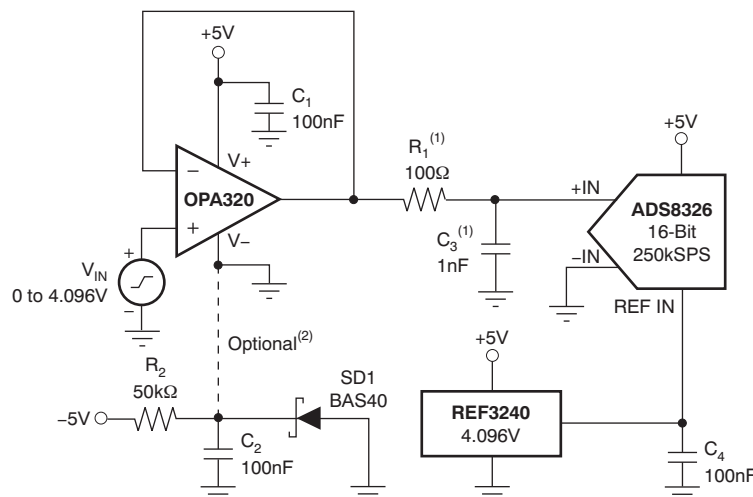 +5V
C1
100nF
V+
−
OPA320
+
V−
R1(1)
100Ω
+5V
+IN
ADS8326
16-Bit
250kSPS
−IN
REF IN
C3(1)
1nF
+
VIN
0 to 4.096V
−
Optional(2)
R2
50kΩ
−5V
SD1
BAS40
C2
100nF
+5V
REF3240
4.096V
C4
100nF